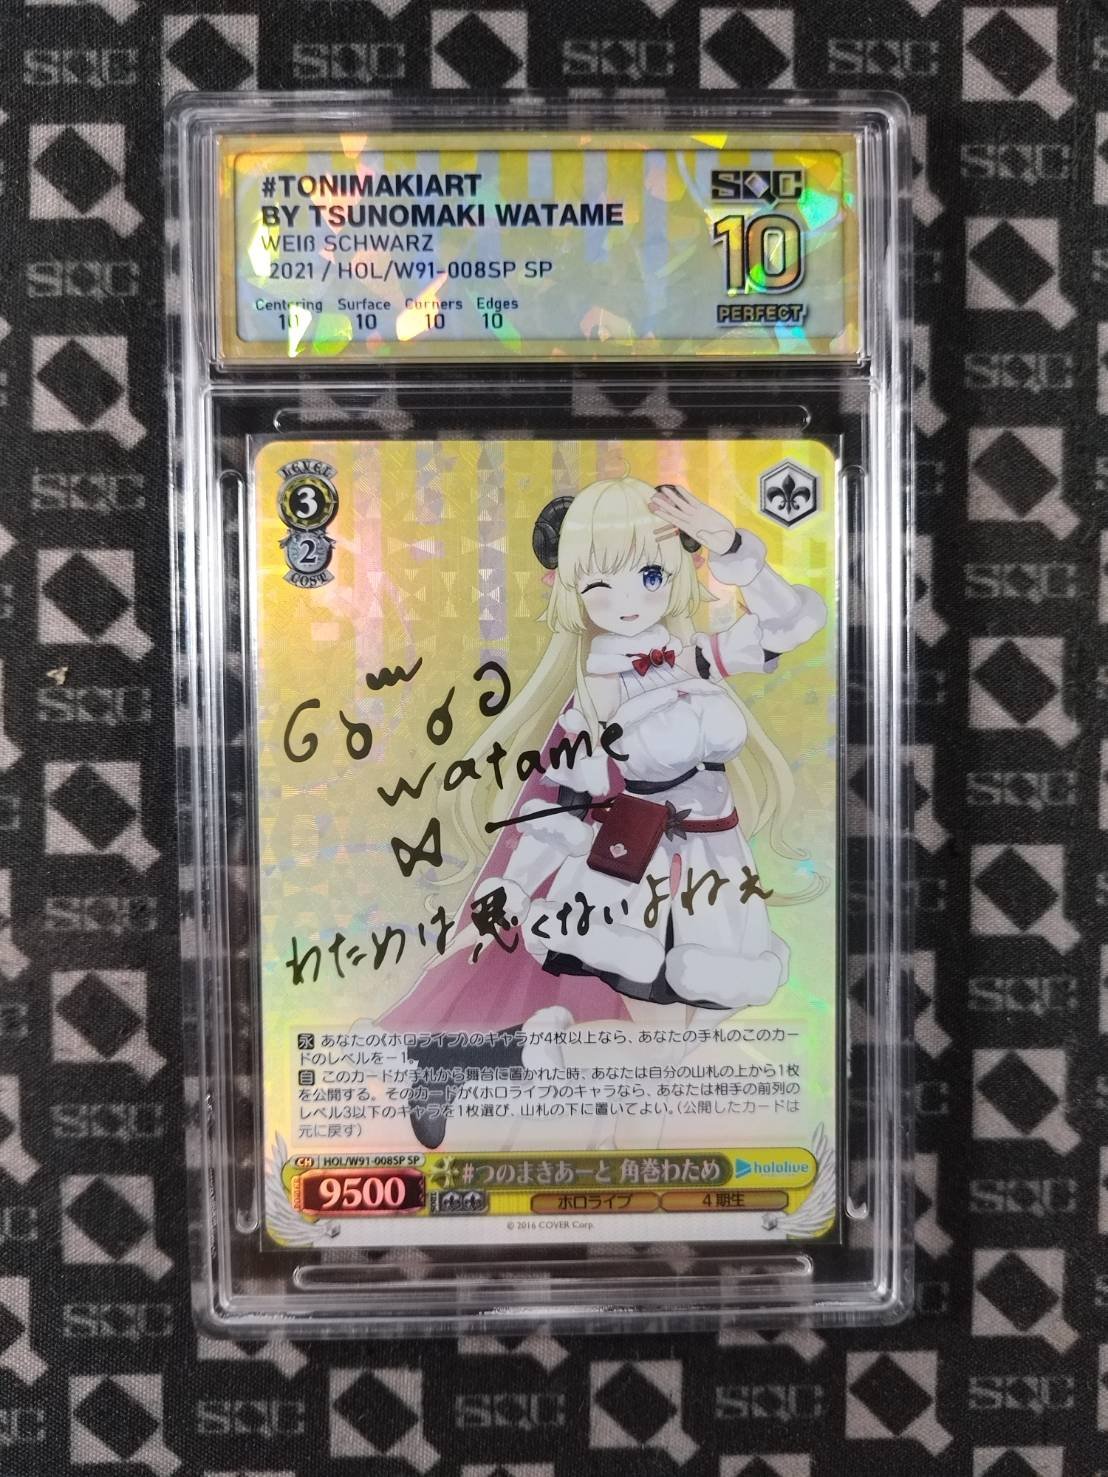 #TONIMAKIART
BY TSUNOMAKI WATAME
WEIß SCHWARZ
2021 / HOL/W91-008SP SP
Centering Surface Corners Edges
10 10 10 10
SQC
10
PERFECT
LEVEL
3
2
COST
watame
わためは悪くないよねぇ
永 あなたの《ホロライブ》のキャラが4枚以上なら、あなたの手札のこのカー
ドのレベルを－1。
自 このカードが手札から舞台に置かれた時、あなたは自分の山札の上から1枚
を公開する。そのカードが《ホロライブ》のキャラなら、あなたは相手の前列の
レベル3以下のキャラを1枚選び、山札の下に置いてよい。（公開したカードは
元に戻す）
CH HOL/W91-008SP SP
#つのまきあーと 角巻わため
hololive
9500
ホロライブ
4期生
© 2016 COVER Corp.